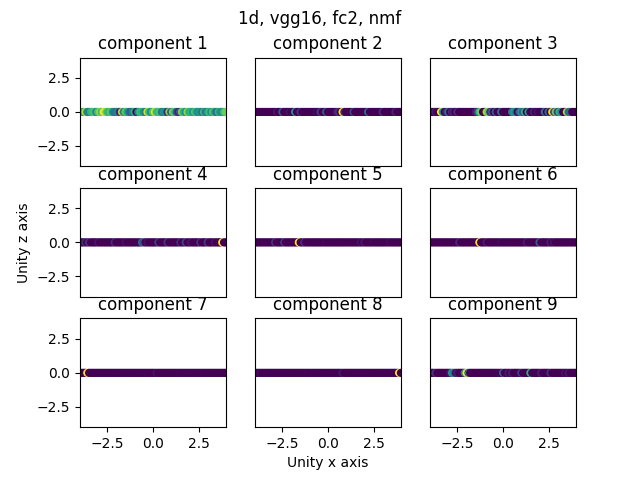 1d, vgg16, fc2, nmf
component 1
component 2
component 3
2.5
0.0
−2.5
component 4
component 5
component 6
2.5
0.0
−2.5
Unity z axis
component 7
component 8
component 9
2.5
0.0
−2.5
−2.5 0.0 2.5
−2.5 0.0 2.5
−2.5 0.0 2.5
Unity x axis